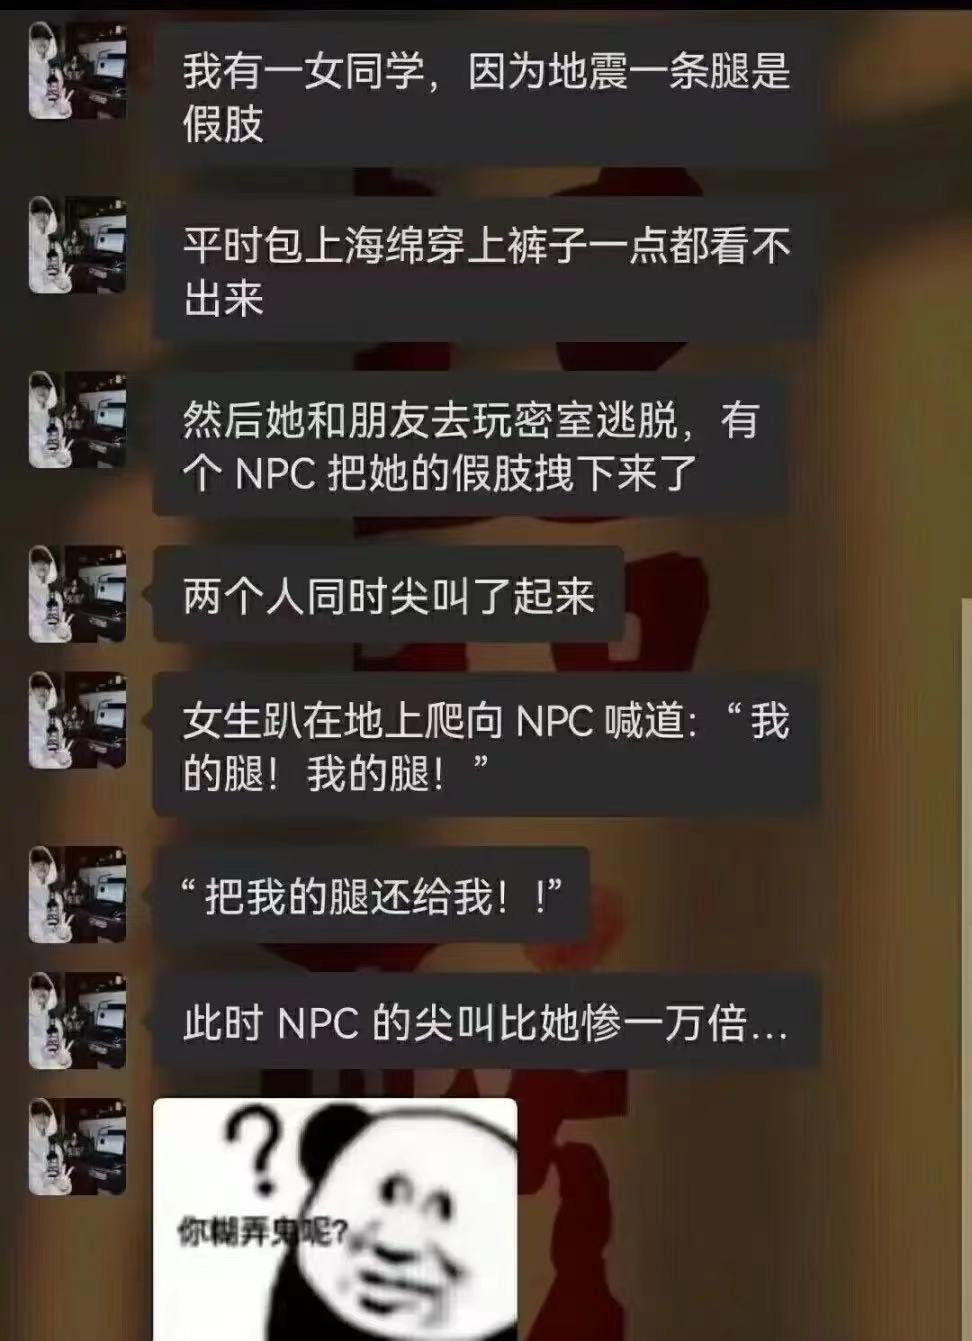 我有一女同学，因为地震一条腿是
假肢
平时包上海绵穿上裤子一点都看不
出来
然后她和朋友去玩密室逃脱，有
个 NPC 把她的假肢拽下来了
两个人同时尖叫了起来
女生趴在地上爬向 NPC 喊道：“ 我
的腿！我的腿！”
“ 把我的腿还给我！!”
此时 NPC 的尖叫比她惨一万倍...
?
你糊弄鬼呢?